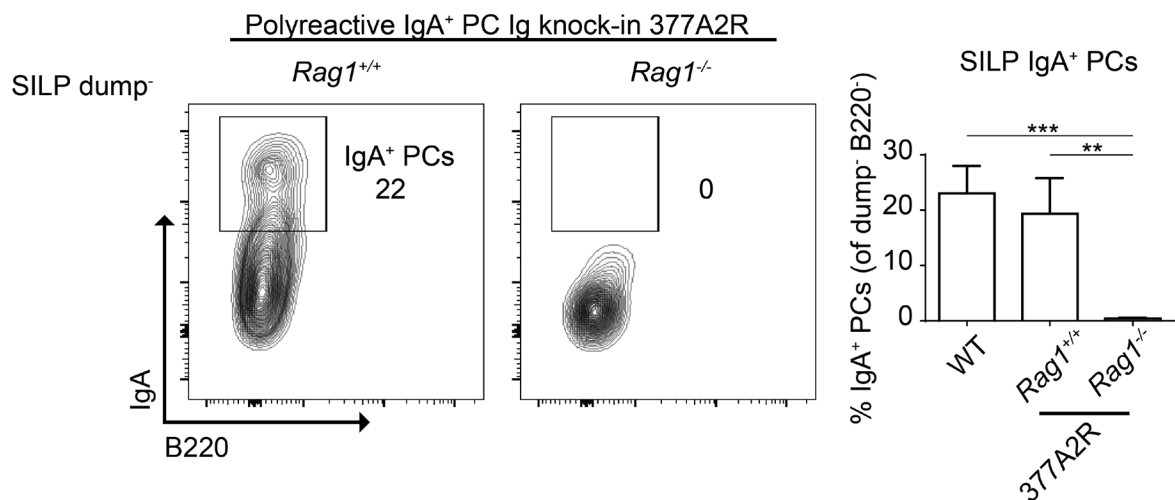 Polyreactive IgA⁺ PC Ig knock-in 377A2R
SILP dump⁻
Rag1⁺/⁺
Rag1⁻/⁻
IgA⁺ PCs
22
0
IgA
B220
SILP IgA⁺ PCs
% IgA⁺ PCs (of dump⁻ B220⁻)
***
**
30
20
10
0
WT
Rag1⁺/⁺
Rag1⁻/⁻
377A2R